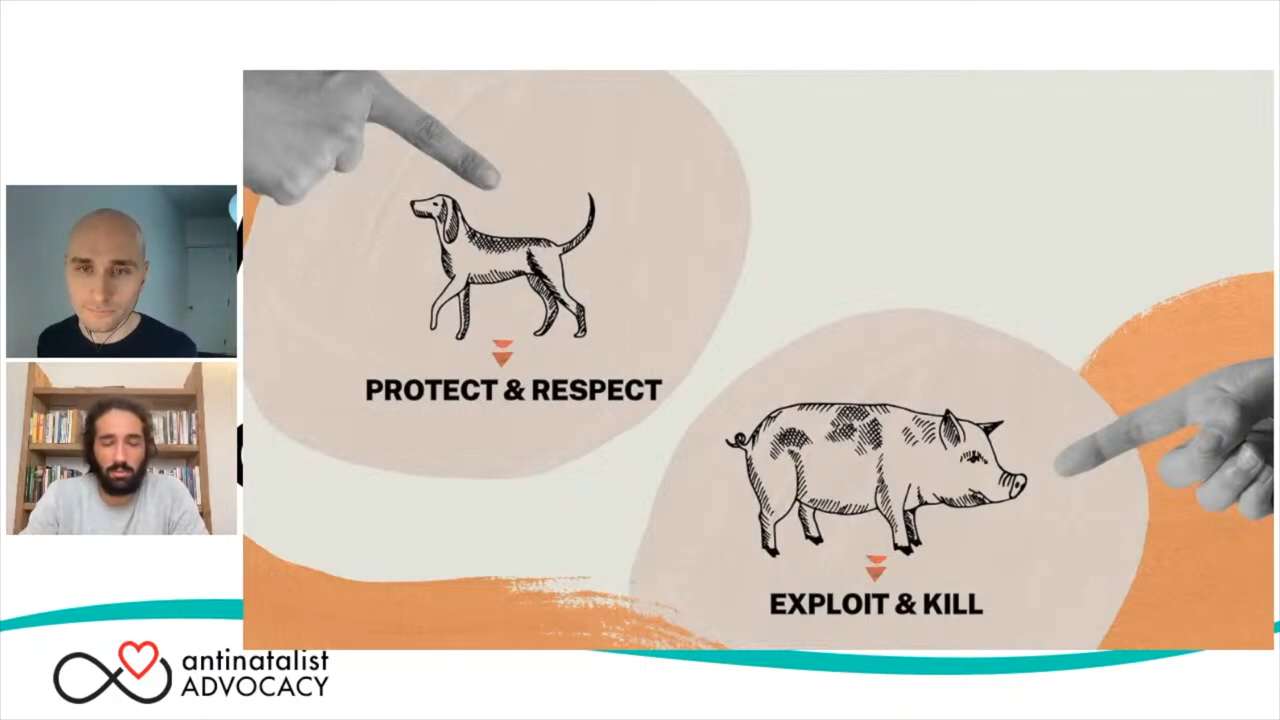 PROTECT & RESPECT
EXPLOIT & KILL
antinatalist
ADVOCACY